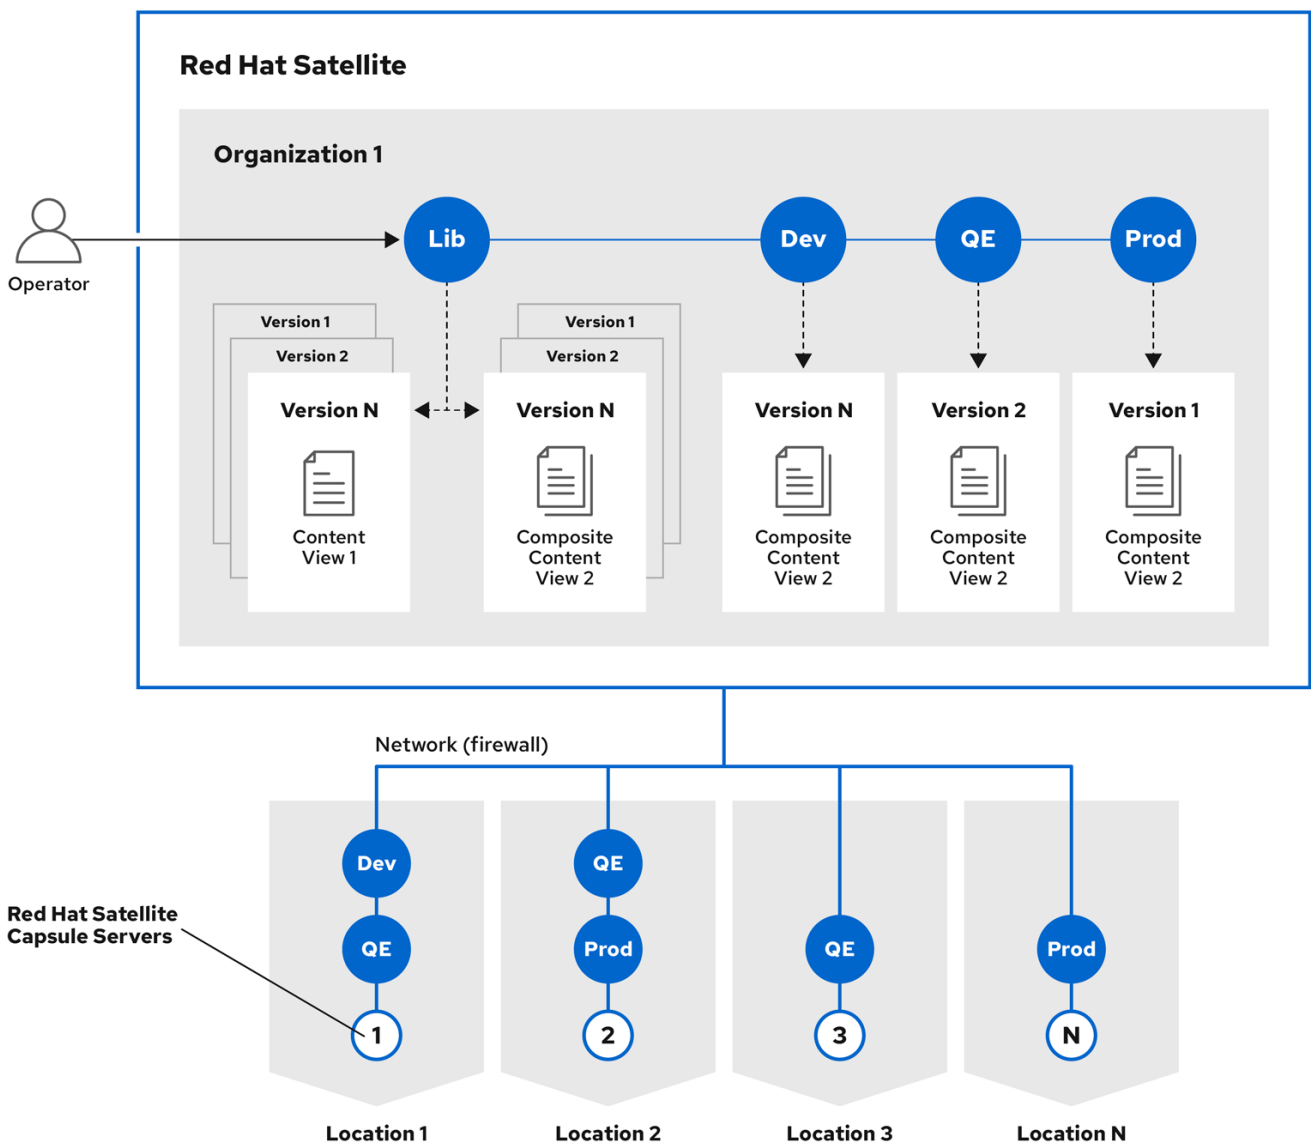 Red Hat Satellite
Organization 1
Operator
Lib
Dev
QE
Prod
Version 1
Version 2
Version N
Content
View 1
Version 1
Version 2
Version N
Composite
Content
View 2
Version N
Composite
Content
View 2
Version 2
Composite
Content
View 2
Version 1
Composite
Content
View 2
Network (firewall)
Red Hat Satellite
Capsule Servers
Dev
QE
1
Location 1
QE
Prod
2
Location 2
QE
3
Location 3
Prod
N
Location N